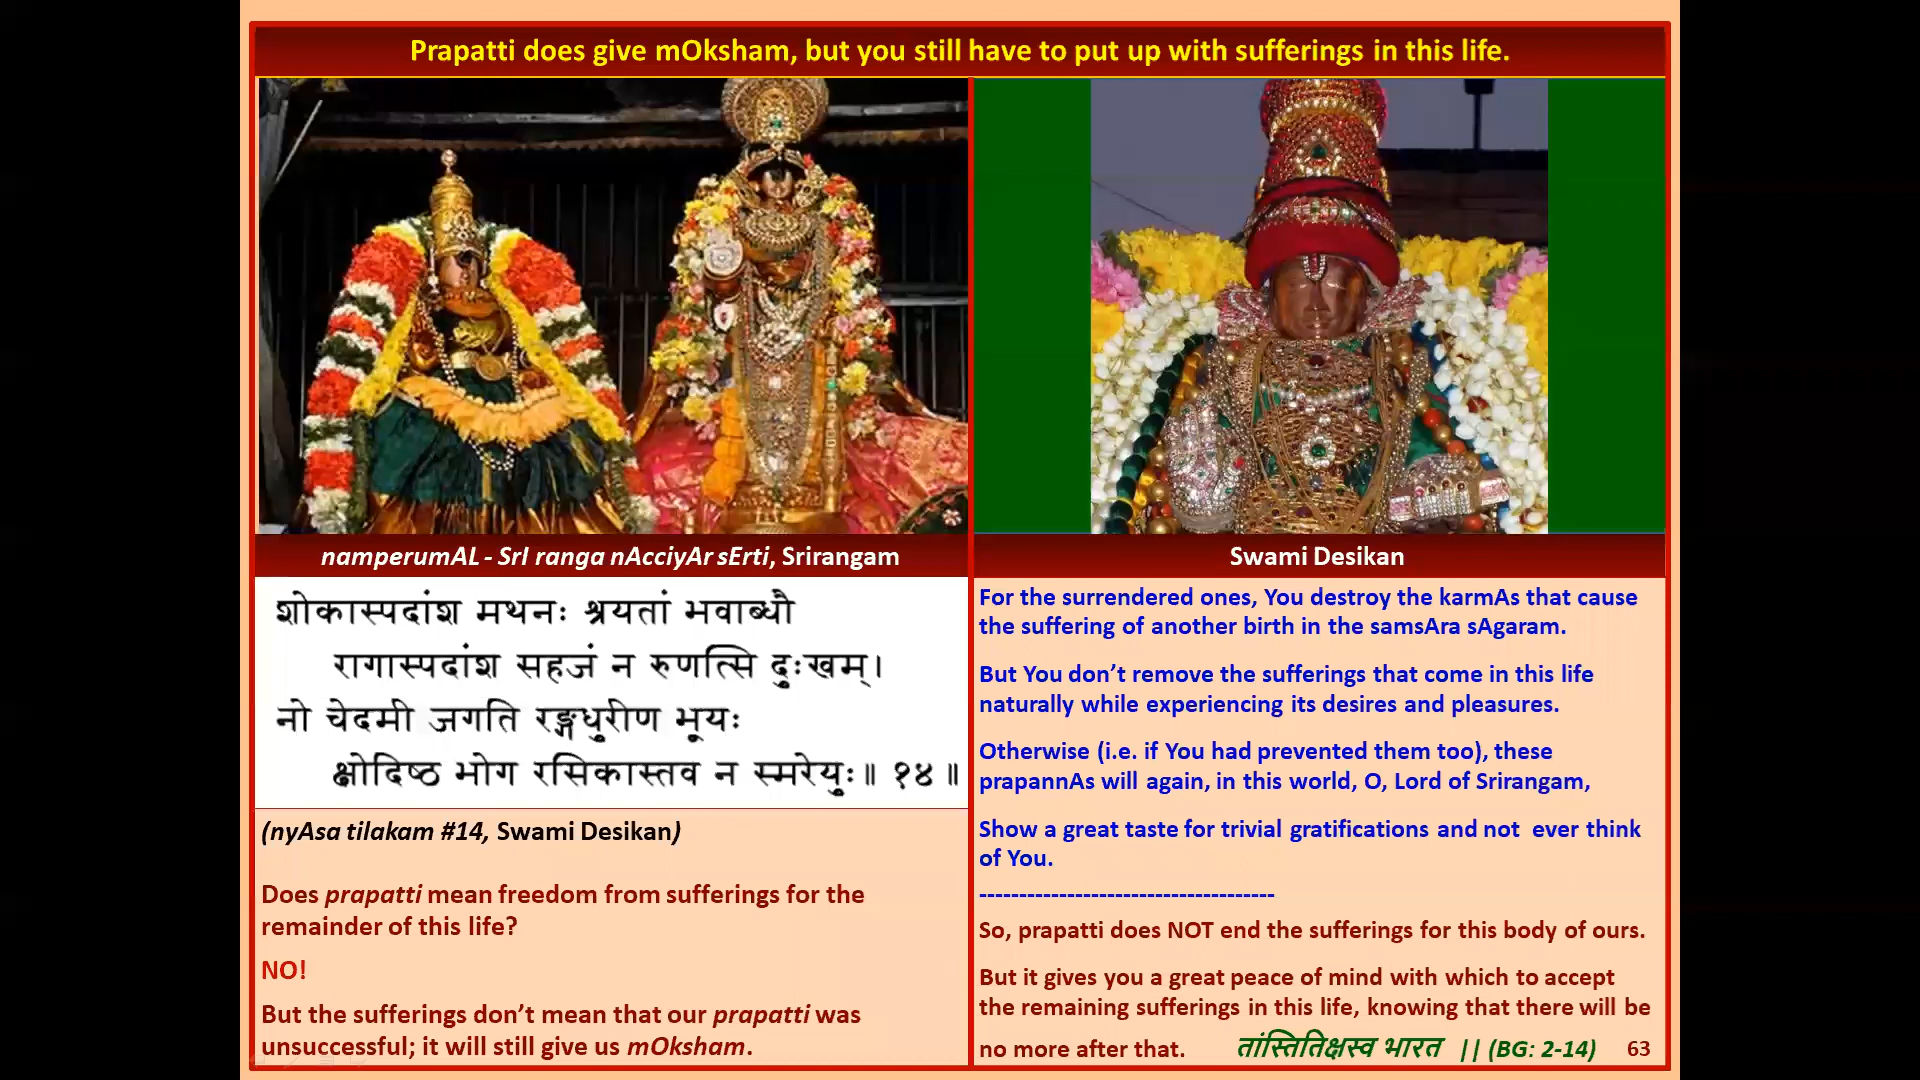 Prapatti does give mOksham, but you still have to put up with sufferings in this life.
namperumAL - SrI ranga nAcciyAr sErti, Srirangam
शोकास्पदांश मथनः श्रयतां भवाब्धौ
रागास्पदांश सहजं न रुणत्सि दुःखम्।
नो चेदमी जगति रङ्गधुरीण भूयः
क्षोदिष्ठ भोग रसिकास्तव न स्मरेयुः॥ १४॥
(nyAsa tilakam #14, Swami Desikan)
Does prapatti mean freedom from sufferings for the
remainder of this life?
NO!
But the sufferings don’t mean that our prapatti was
unsuccessful; it will still give us mOksham.
Swami Desikan
For the surrendered ones, You destroy the karmAs that cause
the suffering of another birth in the samsAra sAgaram.
But You don’t remove the sufferings that come in this life
naturally while experiencing its desires and pleasures.
Otherwise (i.e. if You had prevented them too), these
prapannAs will again, in this world, O, Lord of Srirangam,
Show a great taste for trivial gratifications and not ever think
of You.
------------------------------------
So, prapatti does NOT end the sufferings for this body of ours.
But it gives you a great peace of mind with which to accept
the remaining sufferings in this life, knowing that there will be
no more after that. तांस्तितिक्षस्व भारत || (BG: 2-14) 63